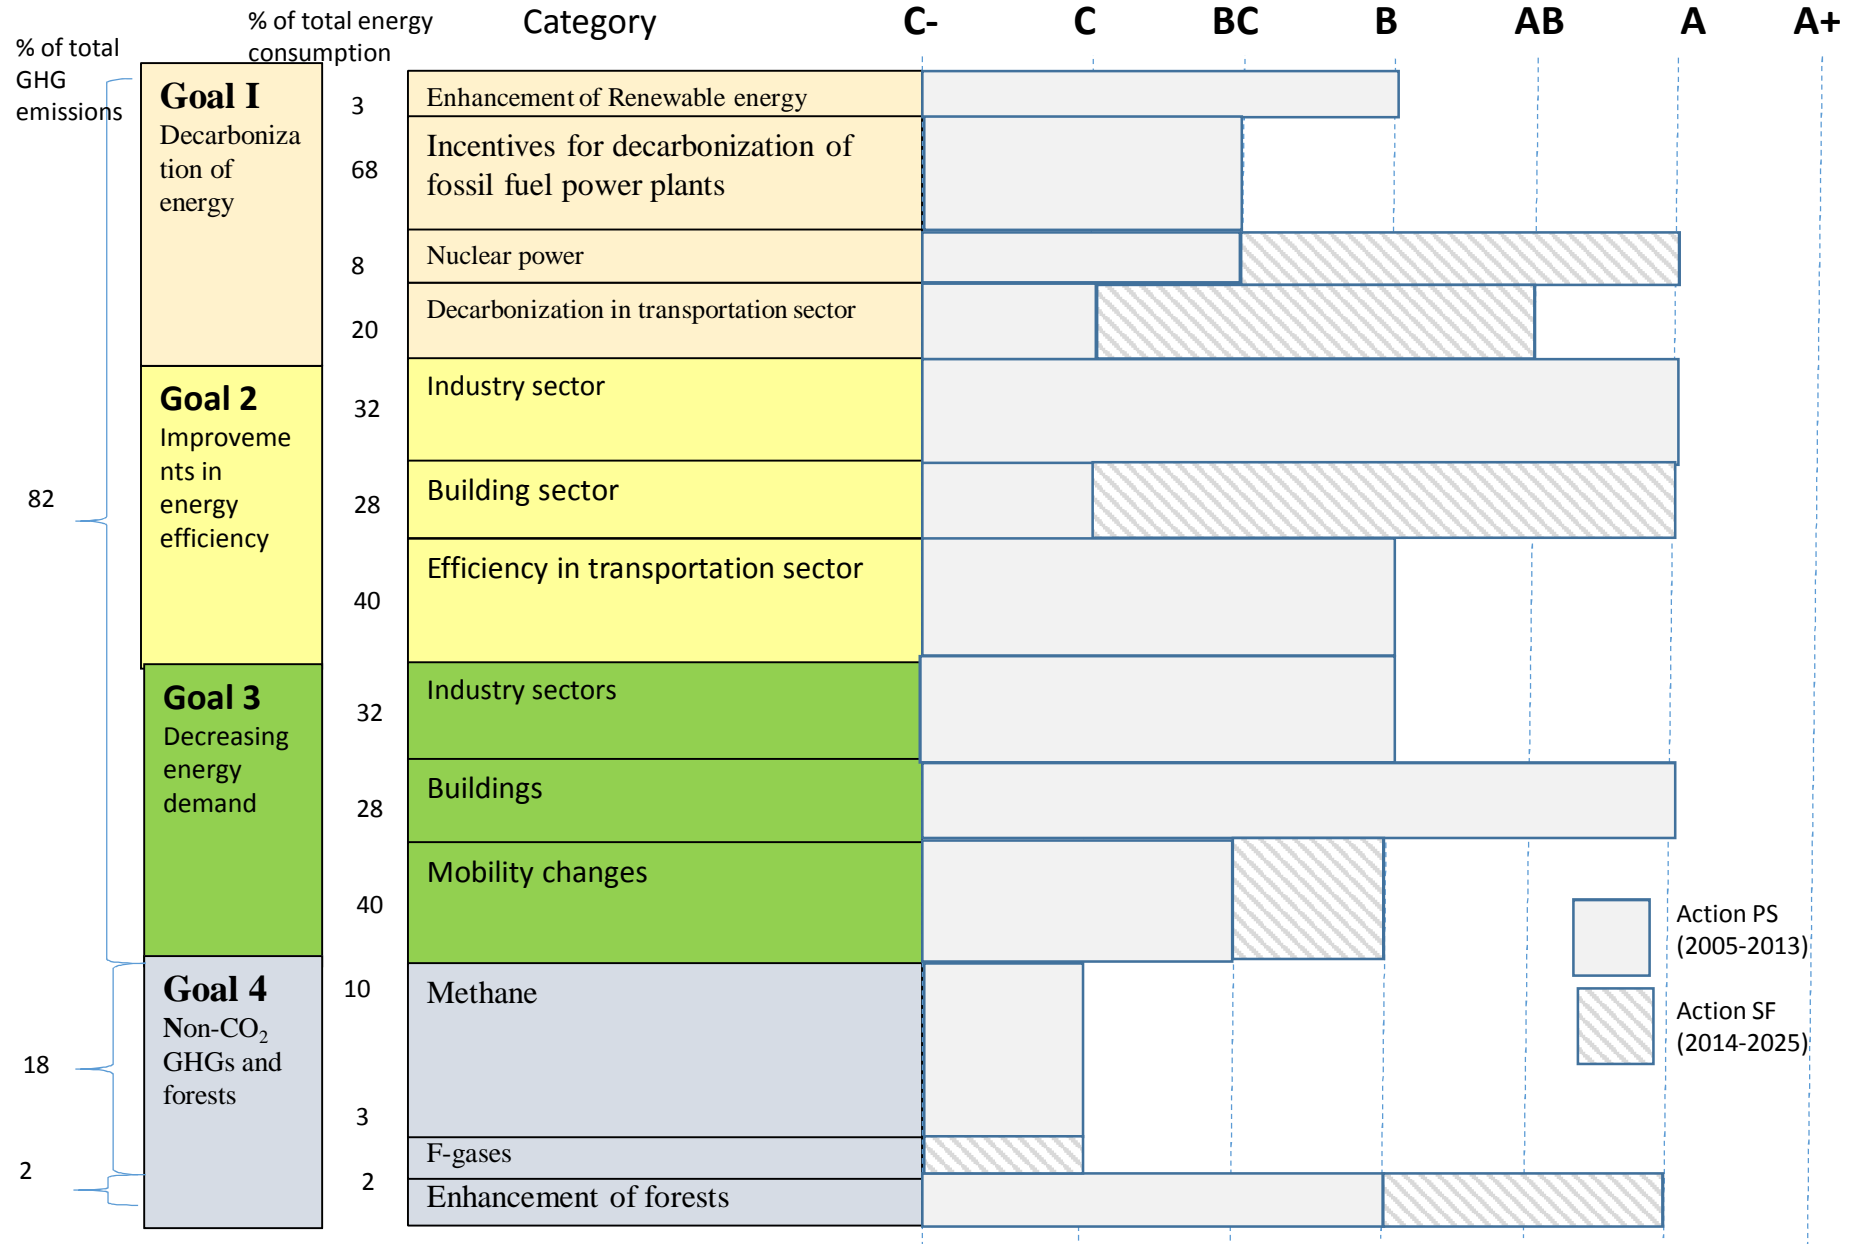 % of total
GHG
emissions
% of total energy
consumption
Category
C-
C
BC
B
AB
A
A+
Goal I
Decarboniza
tion of
energy
3
Enhancement of Renewable energy
68
Incentives for decarbonization of
fossil fuel power plants
8
Nuclear power
20
Decarbonization in transportation sector
82
Goal 2
Improveme
nts in
energy
efficiency
32
Industry sector
28
Building sector
40
Efficiency in transportation sector
Goal 3
Decreasing
energy
demand
32
Industry sectors
28
Buildings
40
Mobility changes
18
2
Goal 4
Non-CO₂
GHGs and
forests
10
Methane
3
F-gases
2
Enhancement of forests
Action PS
(2005-2013)
Action SF
(2014-2025)